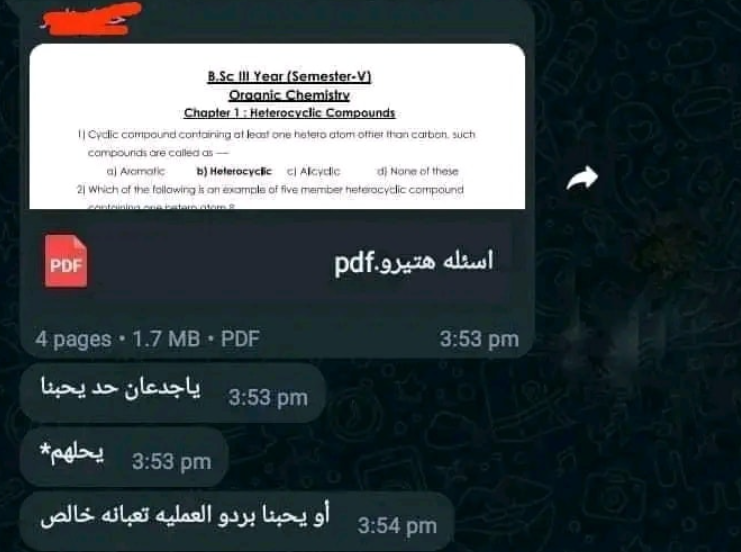 B.Sc III Year (Semester-V)
Organic Chemistry
Chapter 1 : Heterocyclic Compounds
1) Cyclic compound containing at least one hetero atom other than carbon, such
compounds are called as —
a) Aromatic b) Heterocyclic c) Alicyclic d) None of these
2) Which of the following is an example of five member heterocyclic compound
containing one hetero atom ?
PDF
اسئله هتيرو.pdf
4 pages • 1.7 MB • PDF 3:53 pm
ياجدعان حد يحبنا 3:53 pm
يحلهم* 3:53 pm
أو يحبنا بردو العمليه تعبانه خالص 3:54 pm